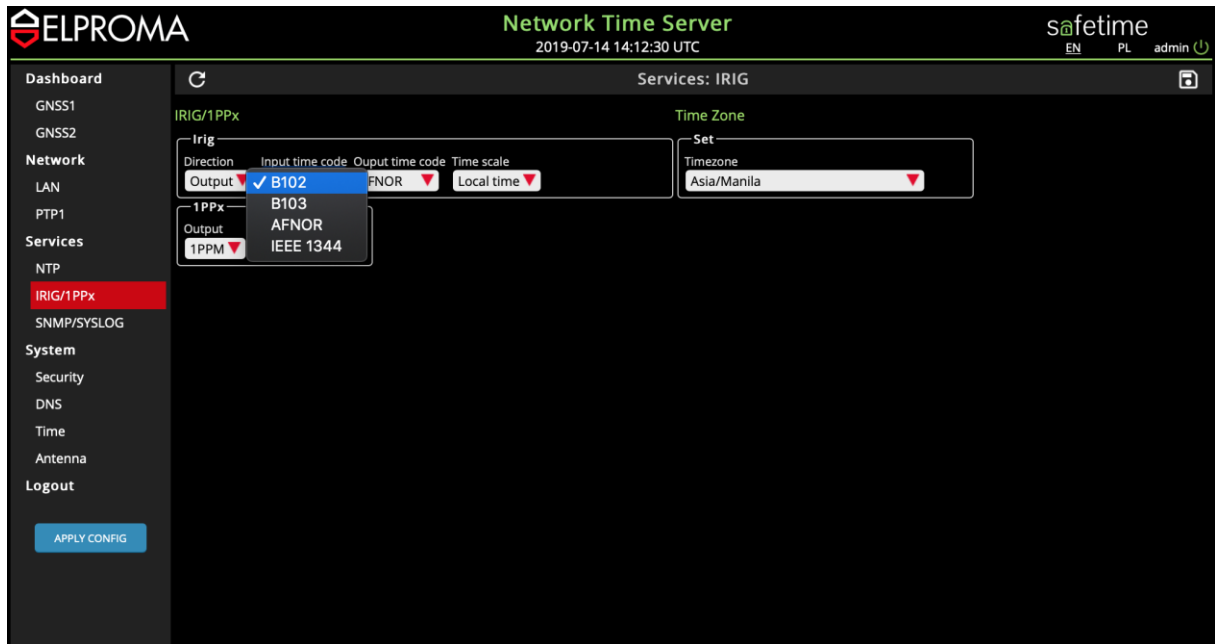 ELPROMA
Network Time Server
2019-07-14 14:12:30 UTC
safetime
EN PL admin
Dashboard
GNSS1
GNSS2
Network
LAN
PTP1
Services
NTP
IRIG/1PPx
SNMP/SYSLOG
System
Security
DNS
Time
Antenna
Logout
APPLY CONFIG
Services: IRIG
IRIG/1PPx
Irig
Direction Input time code Ouput time code Time scale
Output FNOR Local time
B102
B103
AFNOR
IEEE 1344
1PPx
Output
1PPM
Time Zone
Set
Timezone
Asia/Manila